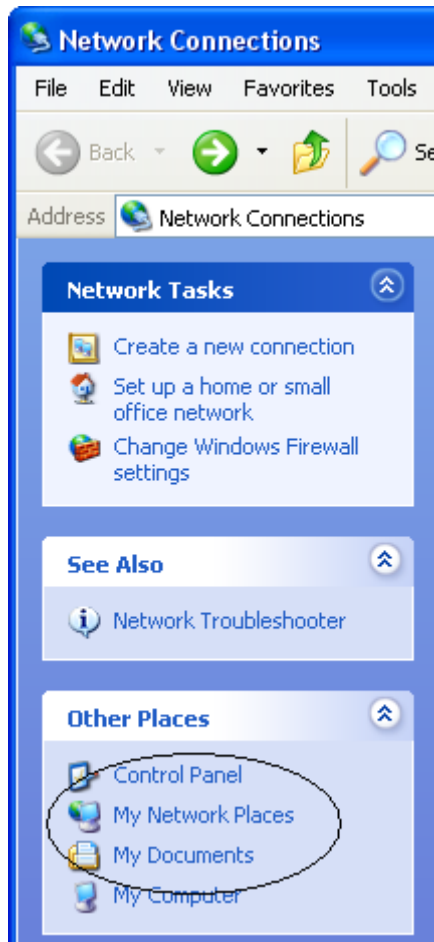 Network Connections
File Edit View Favorites Tools
Back
Address Network Connections
Network Tasks
Create a new connection
Set up a home or small
office network
Change Windows Firewall
settings
See Also
Network Troubleshooter
Other Places
Control Panel
My Network Places
My Documents
My Computer